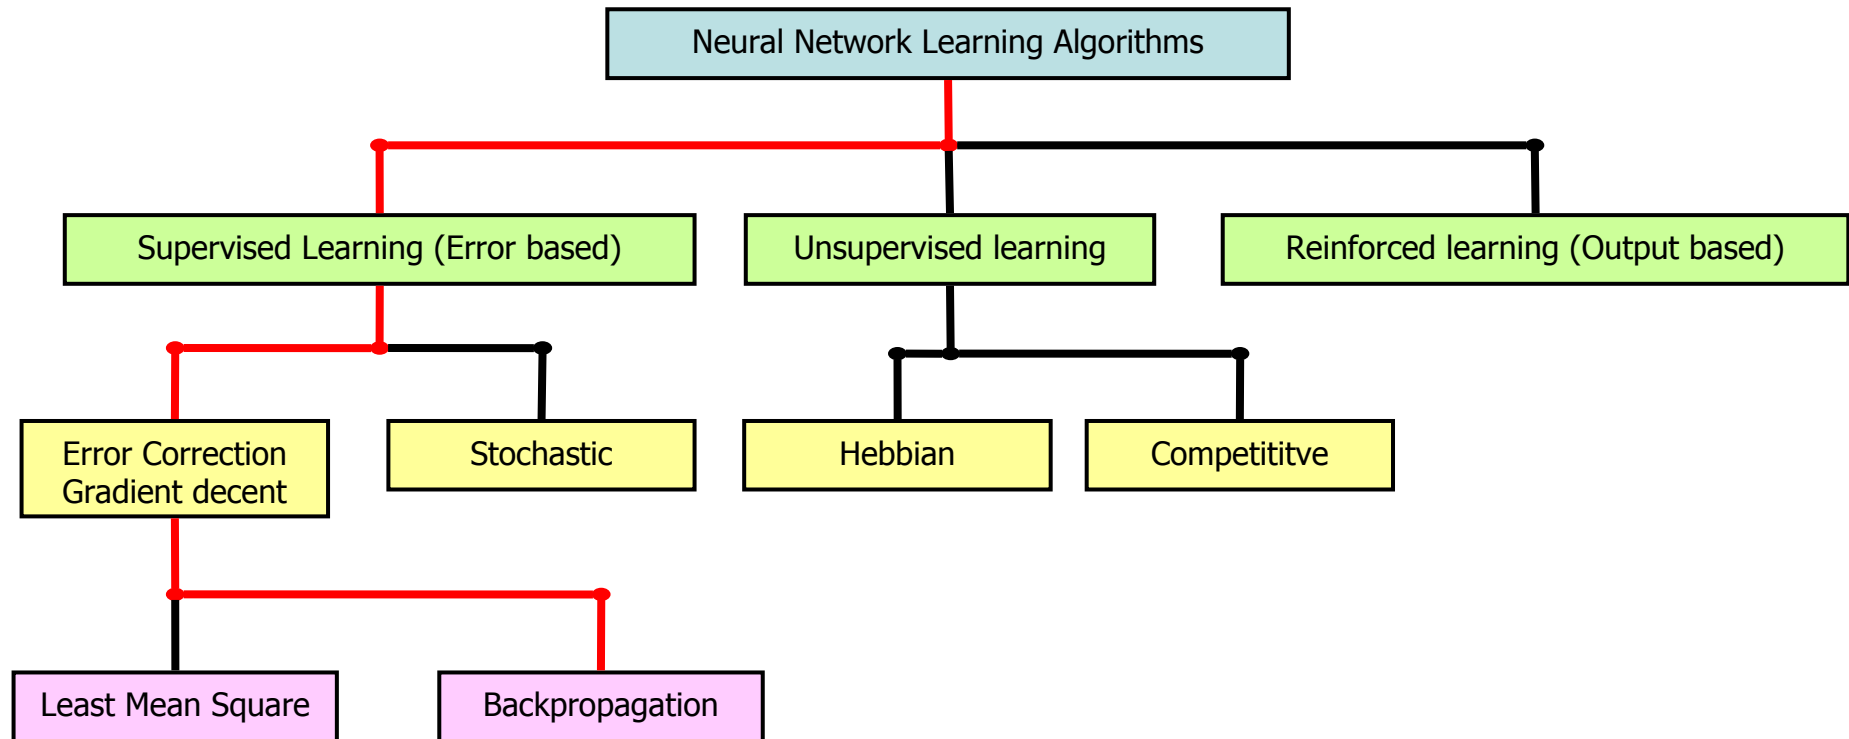 Neural Network Learning Algorithms
Supervised Learning (Error based)
Unsupervised learning
Reinforced learning (Output based)
Error Correction
Gradient decent
Stochastic
Hebbian
Competititve
Least Mean Square
Backpropagation